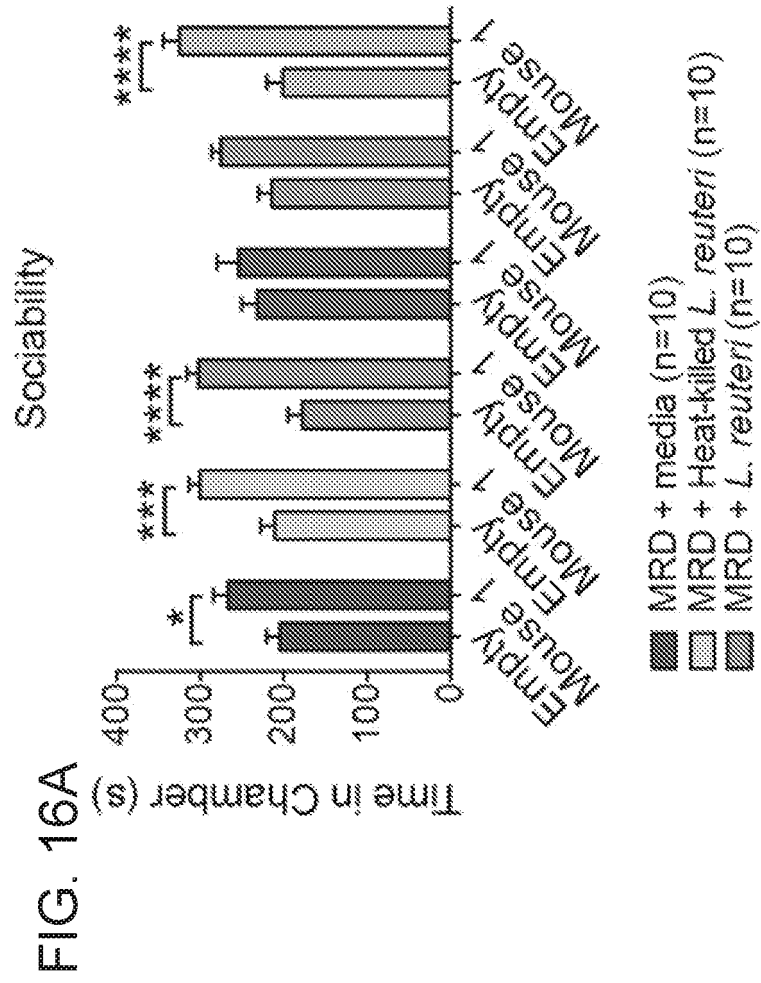 FIG. 16A
Sociability
Time in Chamber (s)
400
300
200
100
0
*
***
****
****
Empty
Mouse 1
Empty
Mouse 1
Empty
Mouse 1
Empty
Mouse 1
Empty
Mouse 1
Empty
Mouse 1
MRD + media (n=10)
MRD + Heat-killed L. reuteri (n=10)
MRD + L. reuteri (n=10)